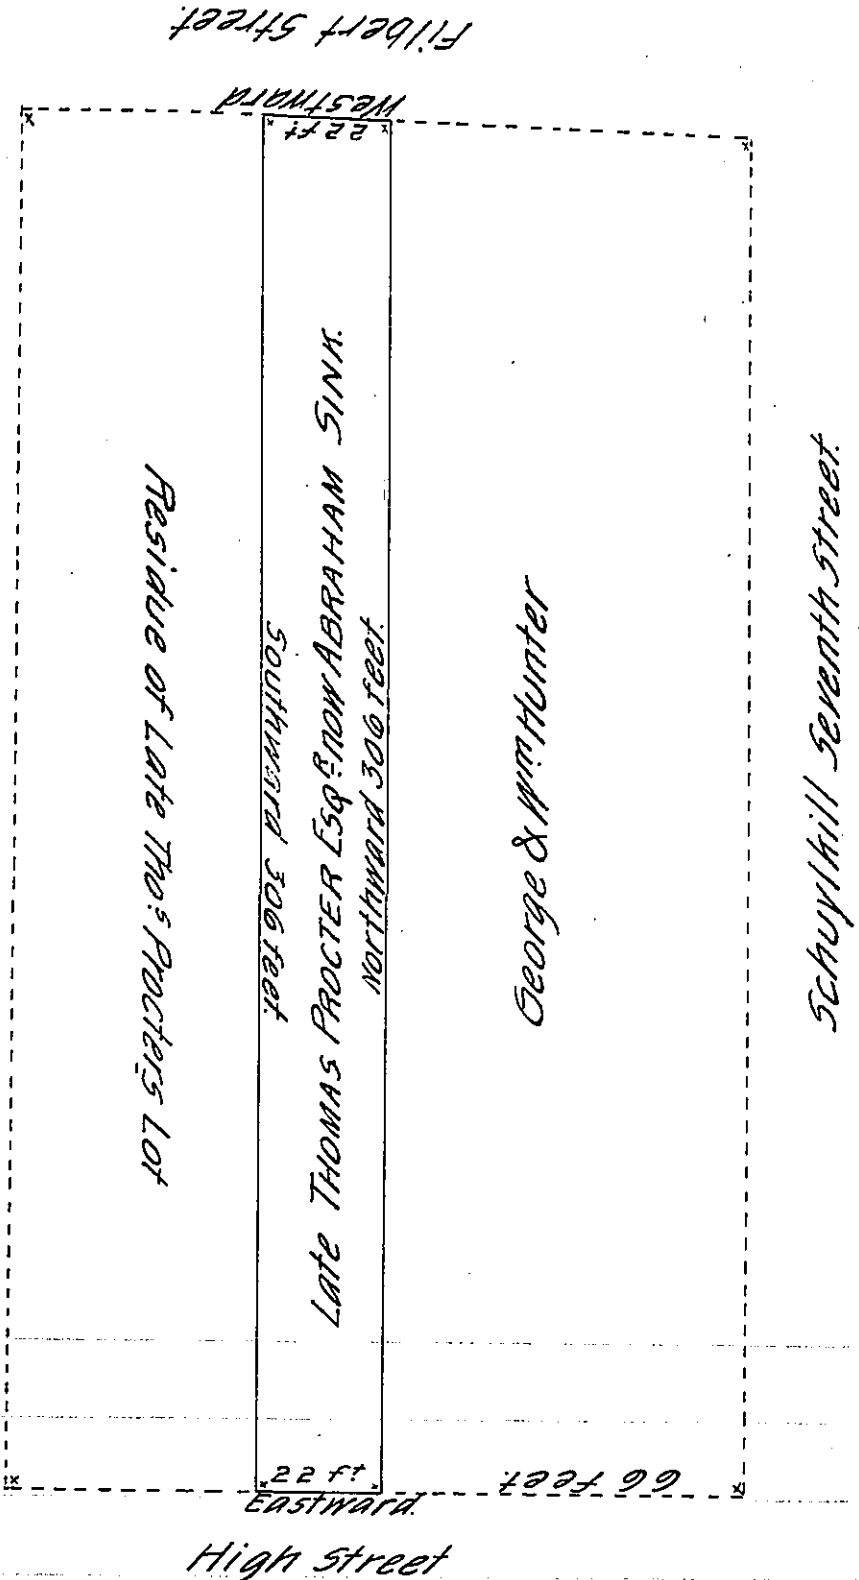 Filbert Street
Westward
22 ft
Residue of Late Thos Procters Lot
Southward 306 feet.
Late THOMAS PROCTER ESQR now ABRAHAM SINK.
Northward 306 feet.
George & Wm Hunter
Schuylkill Seventh Street.
22 ft
66 feet
Eastward.
High Street